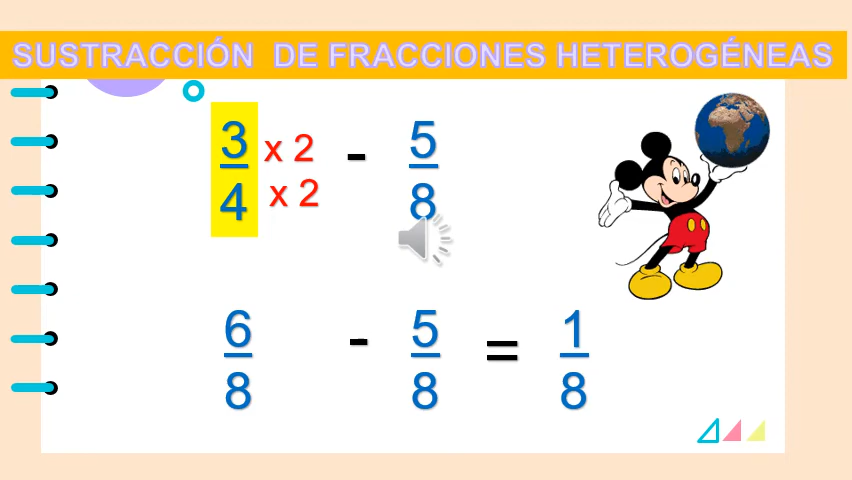 SUSTRACCIÓN DE FRACCIONES HETEROGÉNEAS
3/4 x 2 x 2 - 5/8
6/8 - 5/8 = 1/8